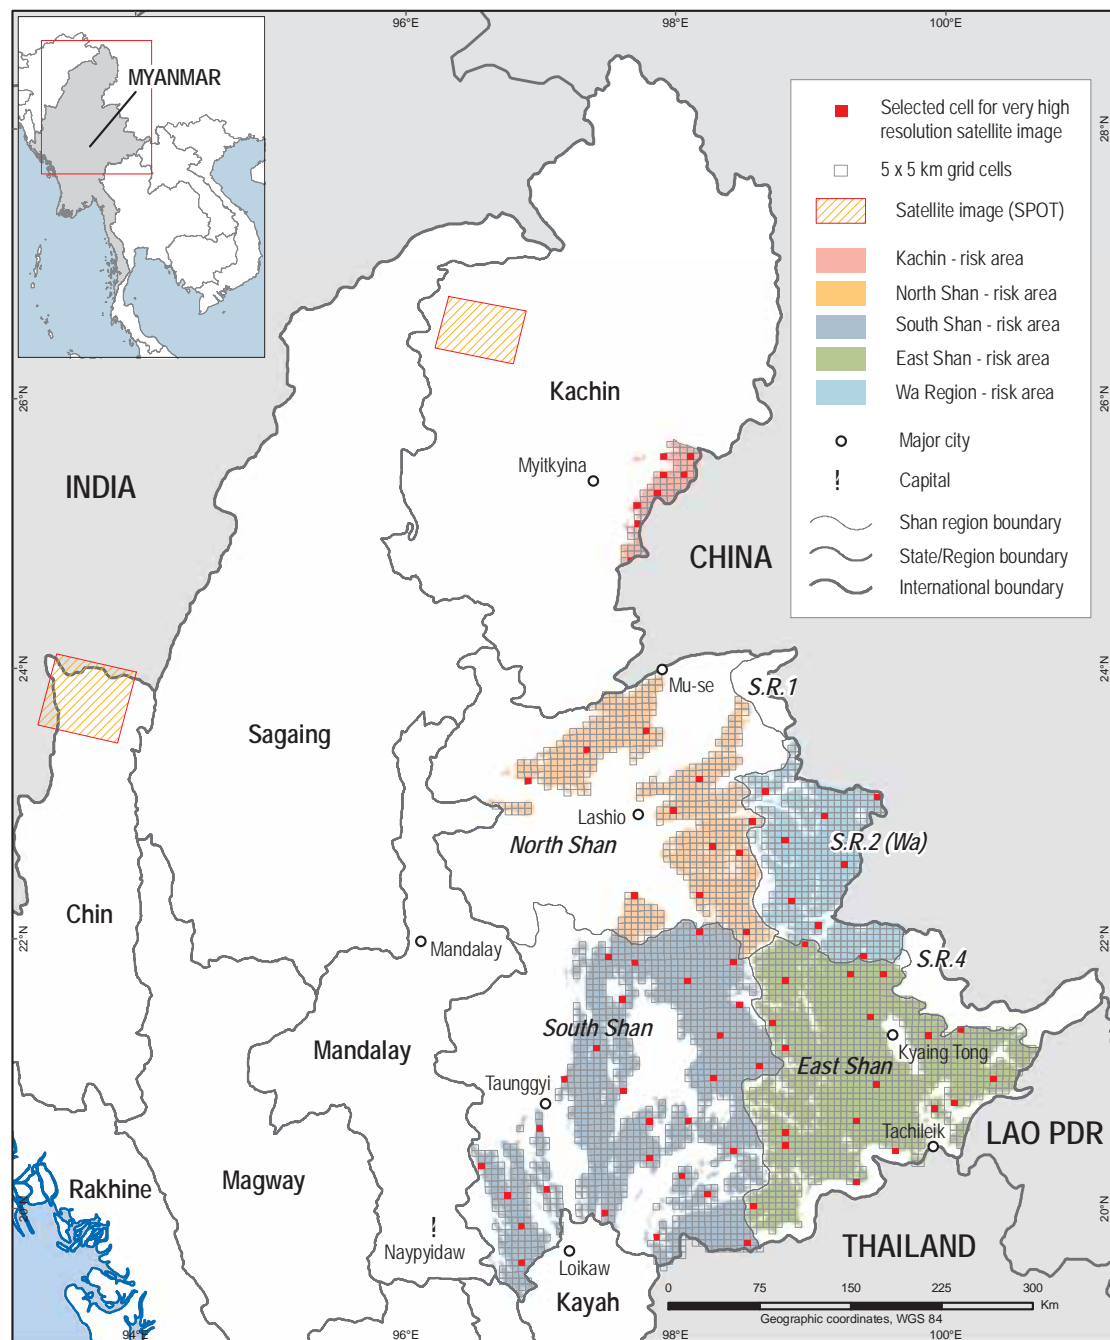 96°E
98°E
100°E
MYANMAR
Selected cell for very high
resolution satellite image
5 x 5 km grid cells
Satellite image (SPOT)
Kachin - risk area
North Shan - risk area
South Shan - risk area
East Shan - risk area
Wa Region - risk area
Major city
Capital
Shan region boundary
State/Region boundary
International boundary
28°N
28°N
26°N
26°N
Kachin
Myitkyina
INDIA
CHINA
24°N
24°N
Mu-se
S.R.1
Sagaing
Lashio
North Shan
S.R.2 (Wa)
Chin
22°N
22°N
Mandalay
S.R.4
South Shan
Mandalay
Kyaing Tong
East Shan
Taunggyi
Tachileik
LAO PDR
Magway
Rakhine
20°N
20°N
Naypyidaw
Loikaw
THAILAND
Kayah
0
75
150
225
300
Km
Geographic coordinates, WGS 84
94°E
96°E
98°E
100°E